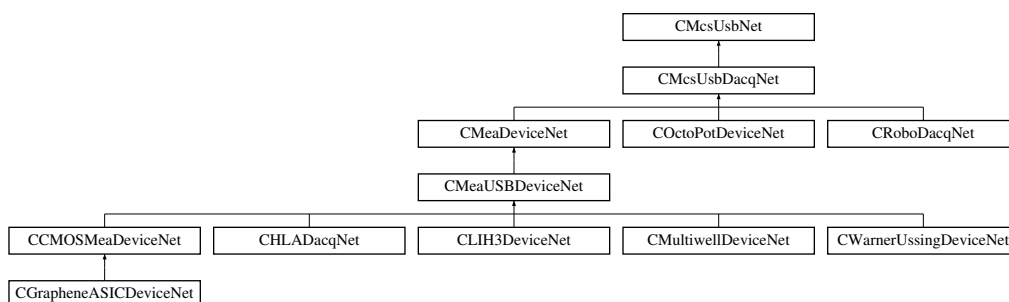 CMcsUsbNet
CMcsUsbDacqNet
CMeaDeviceNet
COctoPotDeviceNet
CRoboDacqNet
CMeaUSBDeviceNet
CCMOSMeaDeviceNet
CHLADacqNet
CLIH3DeviceNet
CMultiwellDeviceNet
CWarnerUssingDeviceNet
CGrapheneASICDeviceNet